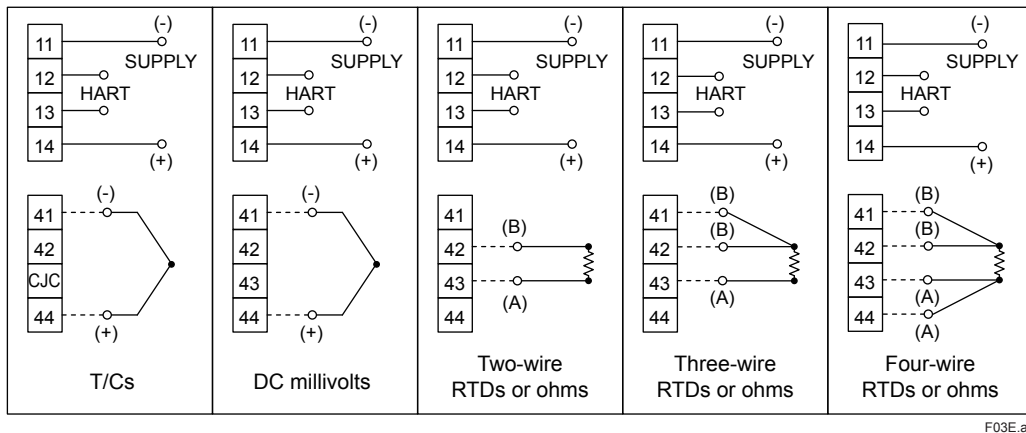 11
(-)
SUPPLY
12
HART
13
14
(+)
41
(-)
42
CJC
44
(+)
T/Cs
11
(-)
SUPPLY
12
HART
13
14
(+)
41
(-)
42
43
44
(+)
DC millivolts
11
(-)
SUPPLY
12
HART
13
14
(+)
41
(B)
42
43
(A)
44
Two-wire
RTDs or ohms
11
(-)
SUPPLY
12
HART
13
14
(+)
(B)
41
(B)
42
43
(A)
44
Three-wire
RTDs or ohms
11
(-)
SUPPLY
12
HART
13
14
(+)
(B)
41
(B)
42
43
(A)
44
(A)
Four-wire
RTDs or ohms
F03E.a